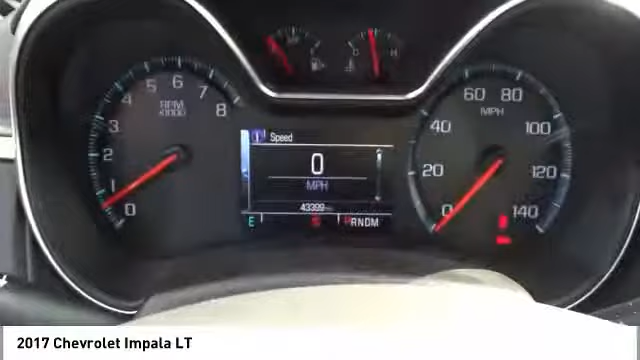 C H
60 80
5 6
4 7
3 8
RPM
x1000
MPH
40 100
2
Speed
0
MPH
20 120
1
0
0 140
43399
E
PRNDM
2017 Chevrolet Impala LT